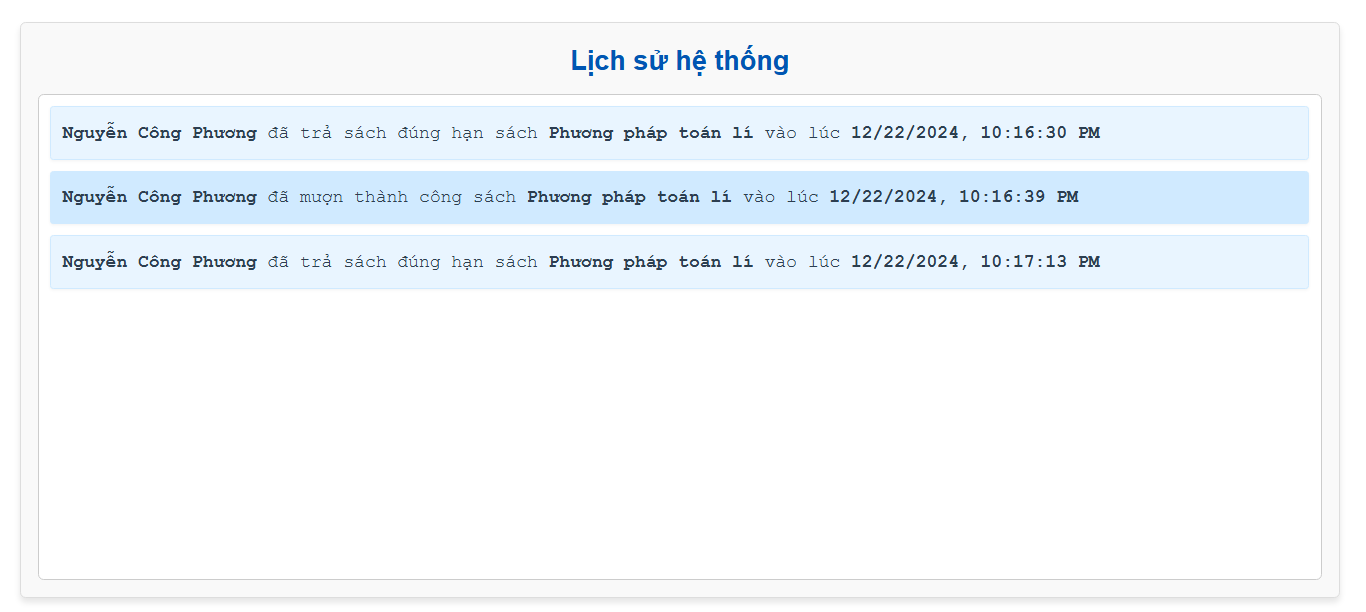 Lịch sử hệ thống
Nguyễn Công Phương đã trả sách đúng hạn sách Phương pháp toán lí vào lúc 12/22/2024, 10:16:30 PM
Nguyễn Công Phương đã mượn thành công sách Phương pháp toán lí vào lúc 12/22/2024, 10:16:39 PM
Nguyễn Công Phương đã trả sách đúng hạn sách Phương pháp toán lí vào lúc 12/22/2024, 10:17:13 PM